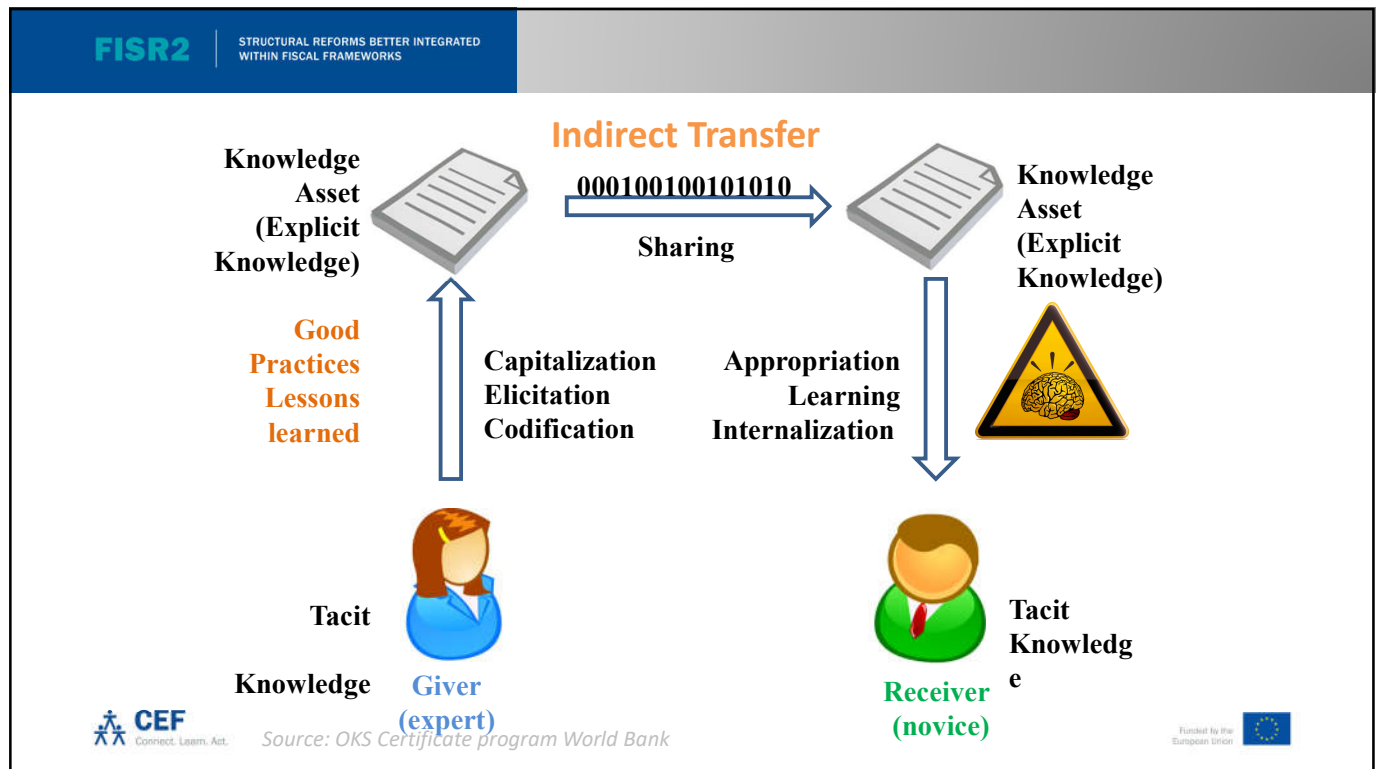 FISR2
STRUCTURAL REFORMS BETTER INTEGRATED
WITHIN FISCAL FRAMEWORKS
Indirect Transfer
Knowledge
Asset
(Explicit
Knowledge)
000100100101010
Sharing
Knowledge
Asset
(Explicit
Knowledge)
Good
Practices
Lessons
learned
Capitalization
Elicitation
Codification
Appropriation
Learning
Internalization
Tacit
Knowledge
Giver
(expert)
Receiver
(novice)
Tacit
Knowledg
e
CEF
Connect. Learn. Act.
Source: OKS Certificate program World Bank
Funded by the
European Union